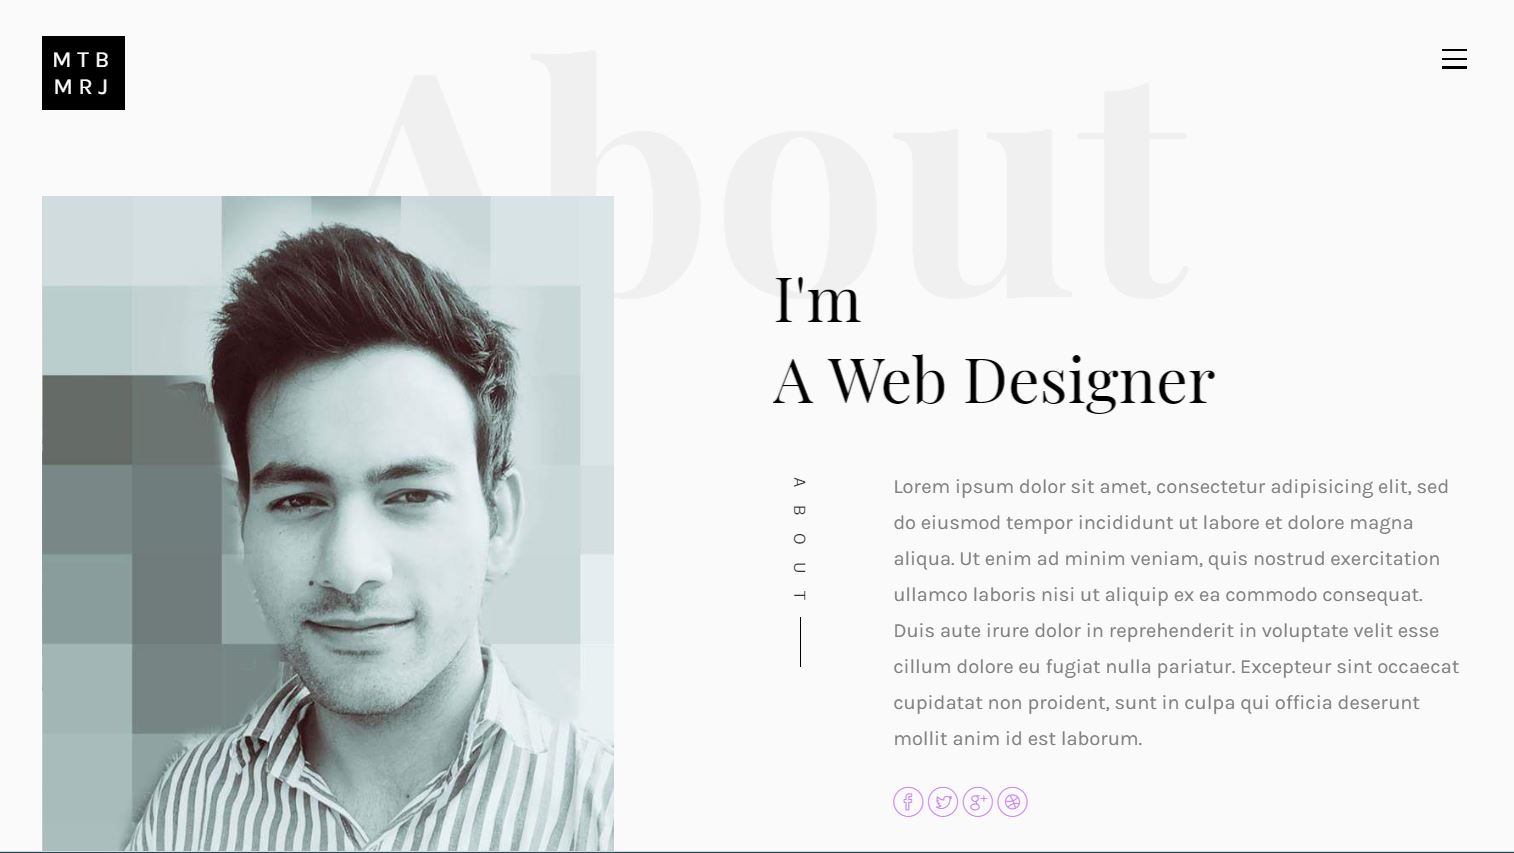 MTB
MRJ
About
I'm
A Web Designer
ABOUT
Lorem ipsum dolor sit amet, consectetur adipisicing elit, sed
do eiusmod tempor incididunt ut labore et dolore magna
aliqua. Ut enim ad minim veniam, quis nostrud exercitation
ullamco laboris nisi ut aliquip ex ea commodo consequat.
Duis aute irure dolor in reprehenderit in voluptate velit esse
cillum dolore eu fugiat nulla pariatur. Excepteur sint occaecat
cupidatat non proident, sunt in culpa qui officia deserunt
mollit anim id est laborum.